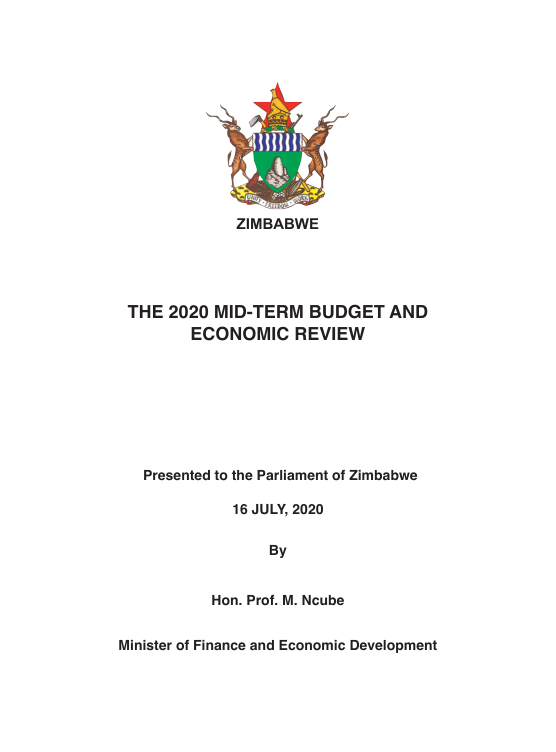 UNITY FREEDOM WORK
ZIMBABWE
THE 2020 MID-TERM BUDGET AND
ECONOMIC REVIEW
Presented to the Parliament of Zimbabwe
16 JULY, 2020
By
Hon. Prof. M. Ncube
Minister of Finance and Economic Development